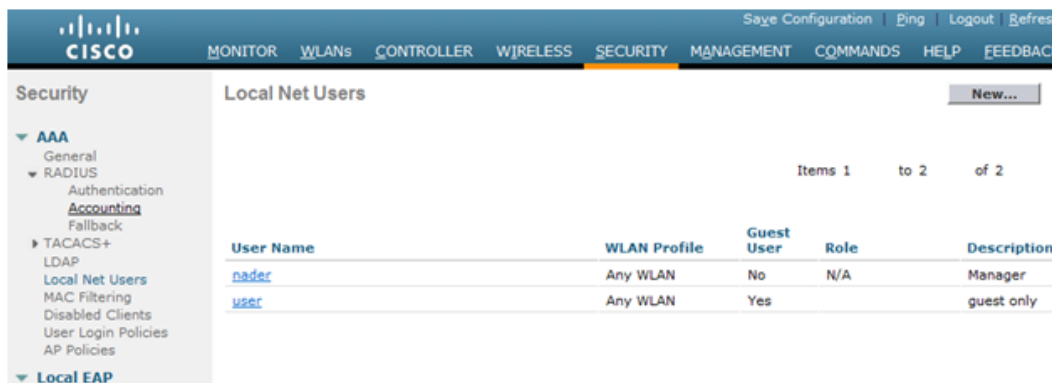 Save Configuration | Ping | Logout | Refres
CISCO
MONITOR WLANs CONTROLLER WIRELESS SECURITY MANAGEMENT COMMANDS HELP FEEDBAC
Security
AAA
General
RADIUS
Authentication
Accounting
Fallback
TACACS+
LDAP
Local Net Users
MAC Filtering
Disabled Clients
User Login Policies
AP Policies
Local EAP
Local Net Users
New...
Items 1 to 2 of 2
User Name WLAN Profile Guest User Role Description
nader Any WLAN No N/A Manager
user Any WLAN Yes guest only